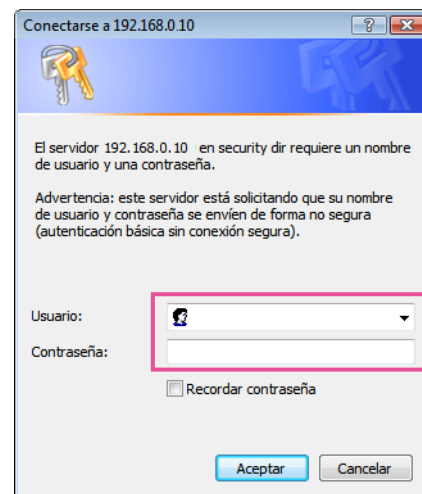 Conectarse a 192.168.0.10
El servidor 192.168.0.10 en security dir requiere un nombre
de usuario y una contraseña.
Advertencia: este servidor está solicitando que su nombre
de usuario y contraseña se envíen de forma no segura
(autenticación básica sin conexión segura).
Usuario:
Contraseña:
Recordar contraseña
Aceptar Cancelar